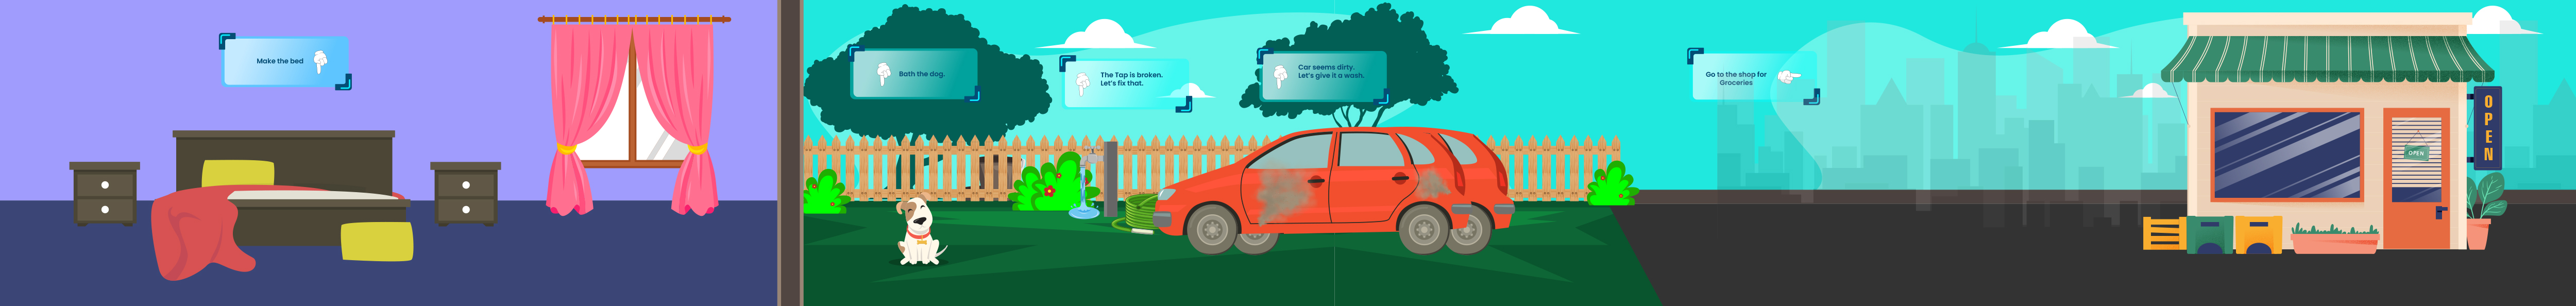 Make the bed
Bath the dog.
The Tap is broken.
Let's fix that.
Car seems dirty.
Let's give it a wash.
Go to the shop for
Groceries
OPEN
OPEN